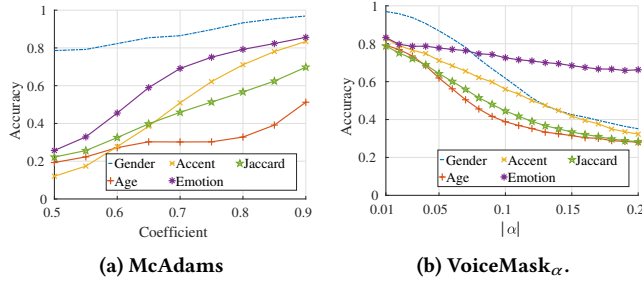 1
0.8
0.6
0.4
0.2
0
Accuracy
Gender Accent Jaccard
Age Emotion
0.5 0.6 0.7 0.8 0.9
Coefficient
(a) McAdams
1
0.8
0.6
0.4
0.2
0
Accuracy
Gender Accent Jaccard
Age Emotion
0.01 0.05 0.1 0.15 0.2
|α|
(b) VoiceMaskα.